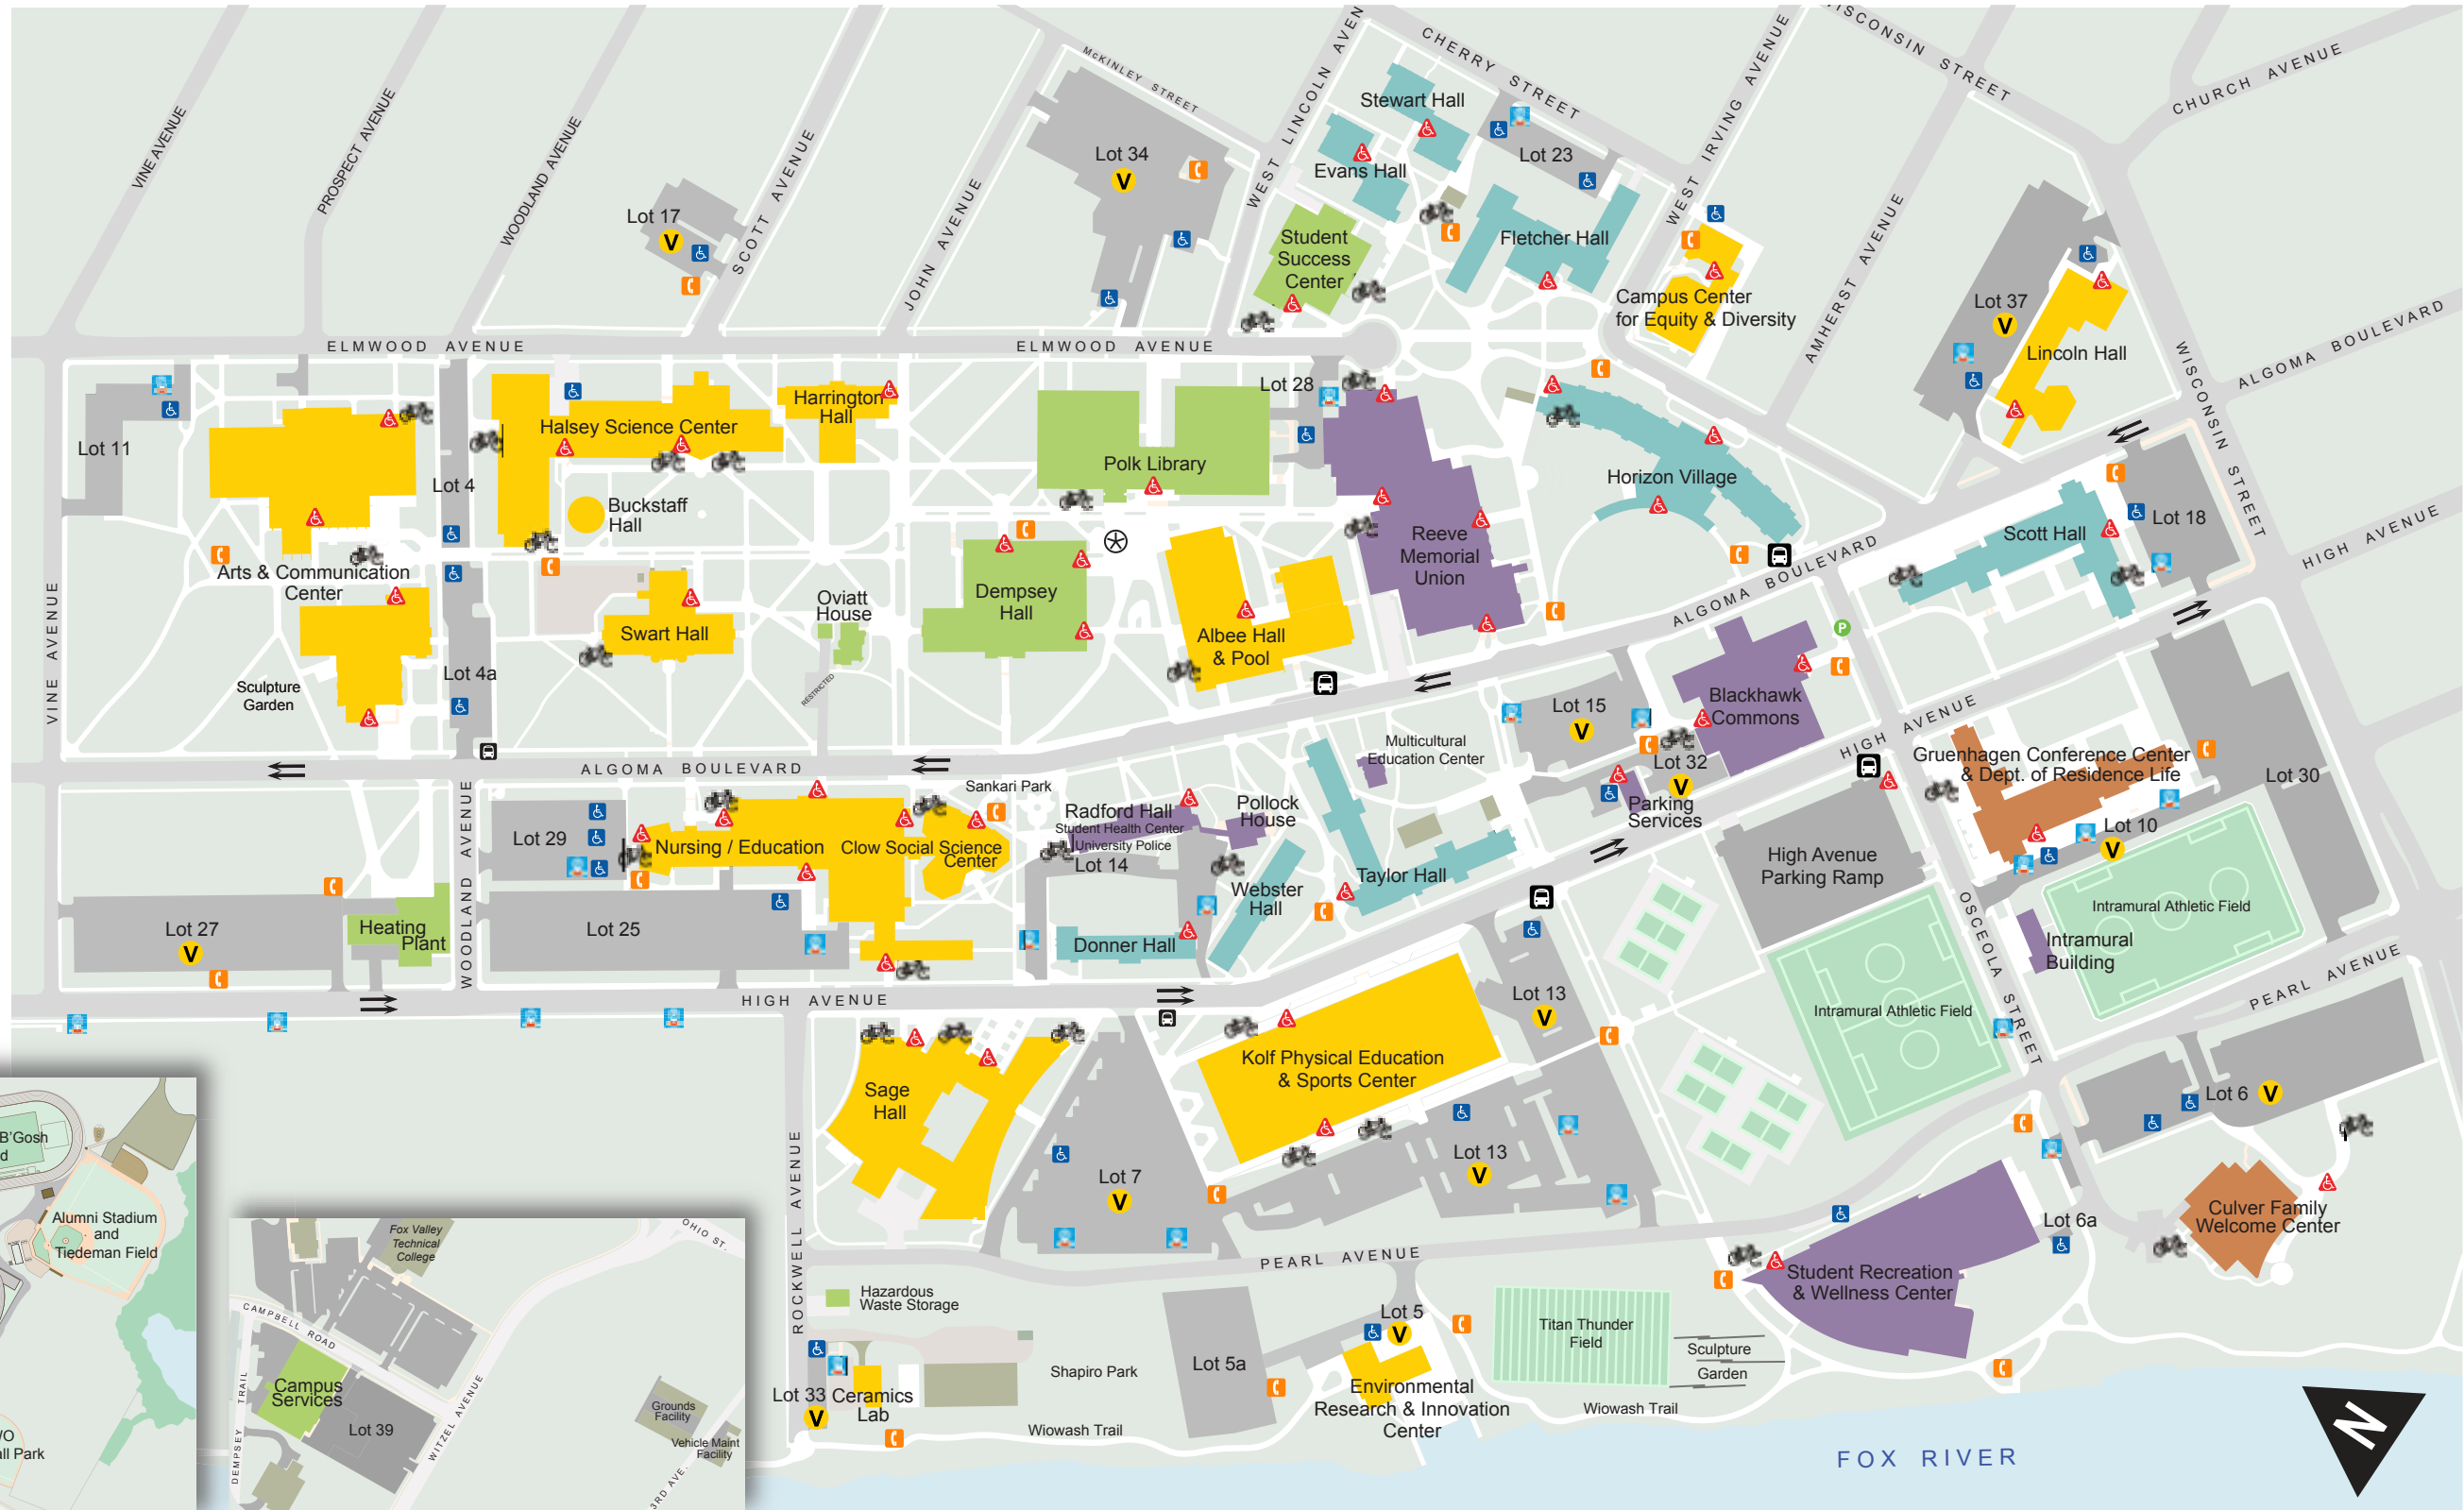 McKINLEY STREET
WEST LINCOLN AVEN
CHERRY STREET
WEST IRVING AVENUE
WISCONSIN STREET
CHURCH AVENUE
VINE AVENUE
PROSPECT AVENUE
WOODLAND AVENUE
SCOTT AVENUE
JOHN AVENUE
AMHERST AVENUE
Stewart Hall
Evans Hall
Lot 23
Lot 34
V
Lot 17
V
Student
Success
Center
Fletcher Hall
Campus Center
for Equity & Diversity
Lot 37
V
Lincoln Hall
WISCONSIN STREET
ALGOMA BOULEVARD
HIGH AVENUE
ELMWOOD AVENUE
ELMWOOD AVENUE
Lot 28
Harrington
Hall
Halsey Science Center
Lot 11
Lot 4
Polk Library
Buckstaff
Hall
Horizon Village
Reeve
Memorial
Union
Scott Hall
Lot 18
Arts & Communication
Center
Dempsey
Hall
Oviatt
House
Swart Hall
Albee Hall
& Pool
ALGOMA BOULEVARD
P
VINE AVENUE
Lot 4a
Sculpture
Garden
RESTRICTED
Lot 15
V
Blackhawk
Commons
HIGH AVENUE
Multicultural
Education Center
Lot 32
V
Gruenhagen Conference Center
& Dept. of Residence Life
Lot 30
ALGOMA BOULEVARD
Sankari Park
Radford Hall
Student Health Center
University Police
Lot 14
Pollock
House
Parking
Services
Lot 10
V
WOODLAND AVENUE
Lot 29
Nursing / Education
Clow Social Science
Center
High Avenue
Parking Ramp
Webster
Hall
Taylor Hall
OSCEOLA STREET
Intramural Athletic Field
Lot 27
V
Heating
Plant
Lot 25
Donner Hall
Intramural
Building
PEARL AVENUE
HIGH AVENUE
Lot 13
V
Intramural Athletic Field
Kolf Physical Education
& Sports Center
Sage
Hall
Lot 6 V
ROCKWELL AVENUE
Lot 7
V
Lot 13
V
Culver Family
Welcome Center
Lot 6a
PEARL AVENUE
Student Recreation
& Wellness Center
Hazardous
Waste Storage
Lot 5
V
Titan Thunder
Field
Sculpture
Garden
Shapiro Park
Lot 5a
Environmental
Research & Innovation
Center
Lot 33
V
Ceramics
Lab
Wiowash Trail
Wiowash Trail
FOX RIVER
N
B'Gosh
d
Alumni Stadium
and
Tiedeman Field
VO
all Park
Fox Valley
Technical
College
OHIO ST.
CAMPBELL ROAD
Campus
Services
Lot 39
DEMPSEY TRAIL
WITZEL AVENUE
Grounds
Facility
Vehicle Maint
Facility
3RD AVE.